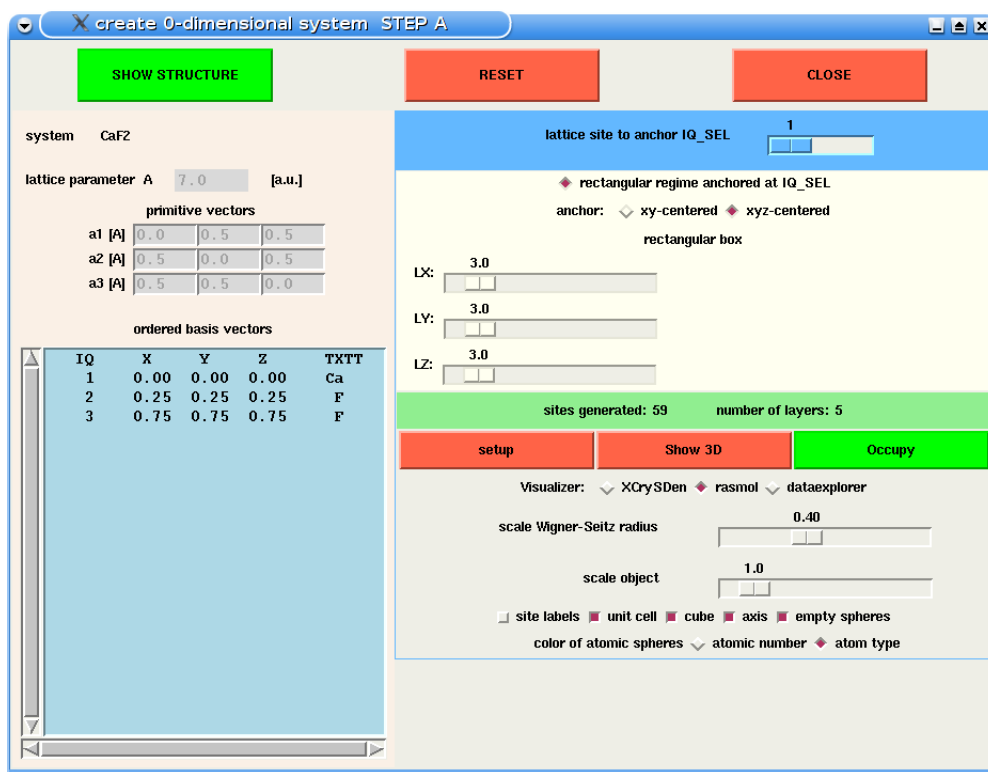 create 0-dimensional system STEP A
SHOW STRUCTURE RESET CLOSE
system CaF2
lattice parameter A 7.0 [a.u.]
primitive vectors
a1 [A] 0.0 0.5 0.5
a2 [A] 0.5 0.0 0.5
a3 [A] 0.5 0.5 0.0
ordered basis vectors
IQ X Y Z TXTT
1 0.00 0.00 0.00 Ca
2 0.25 0.25 0.25 F
3 0.75 0.75 0.75 F
lattice site to anchor IQ_SEL 1
rectangular regime anchored at IQ_SEL
anchor: xy-centered xyz-centered
rectangular box
LX: 3.0
LY: 3.0
LZ: 3.0
sites generated: 59 number of layers: 5
setup Show 3D Occupy
Visualizer: XCrySDen rasmol dataexplorer
scale Wigner-Seitz radius 0.40
scale object 1.0
site labels unit cell cube axis empty spheres
color of atomic spheres atomic number atom type